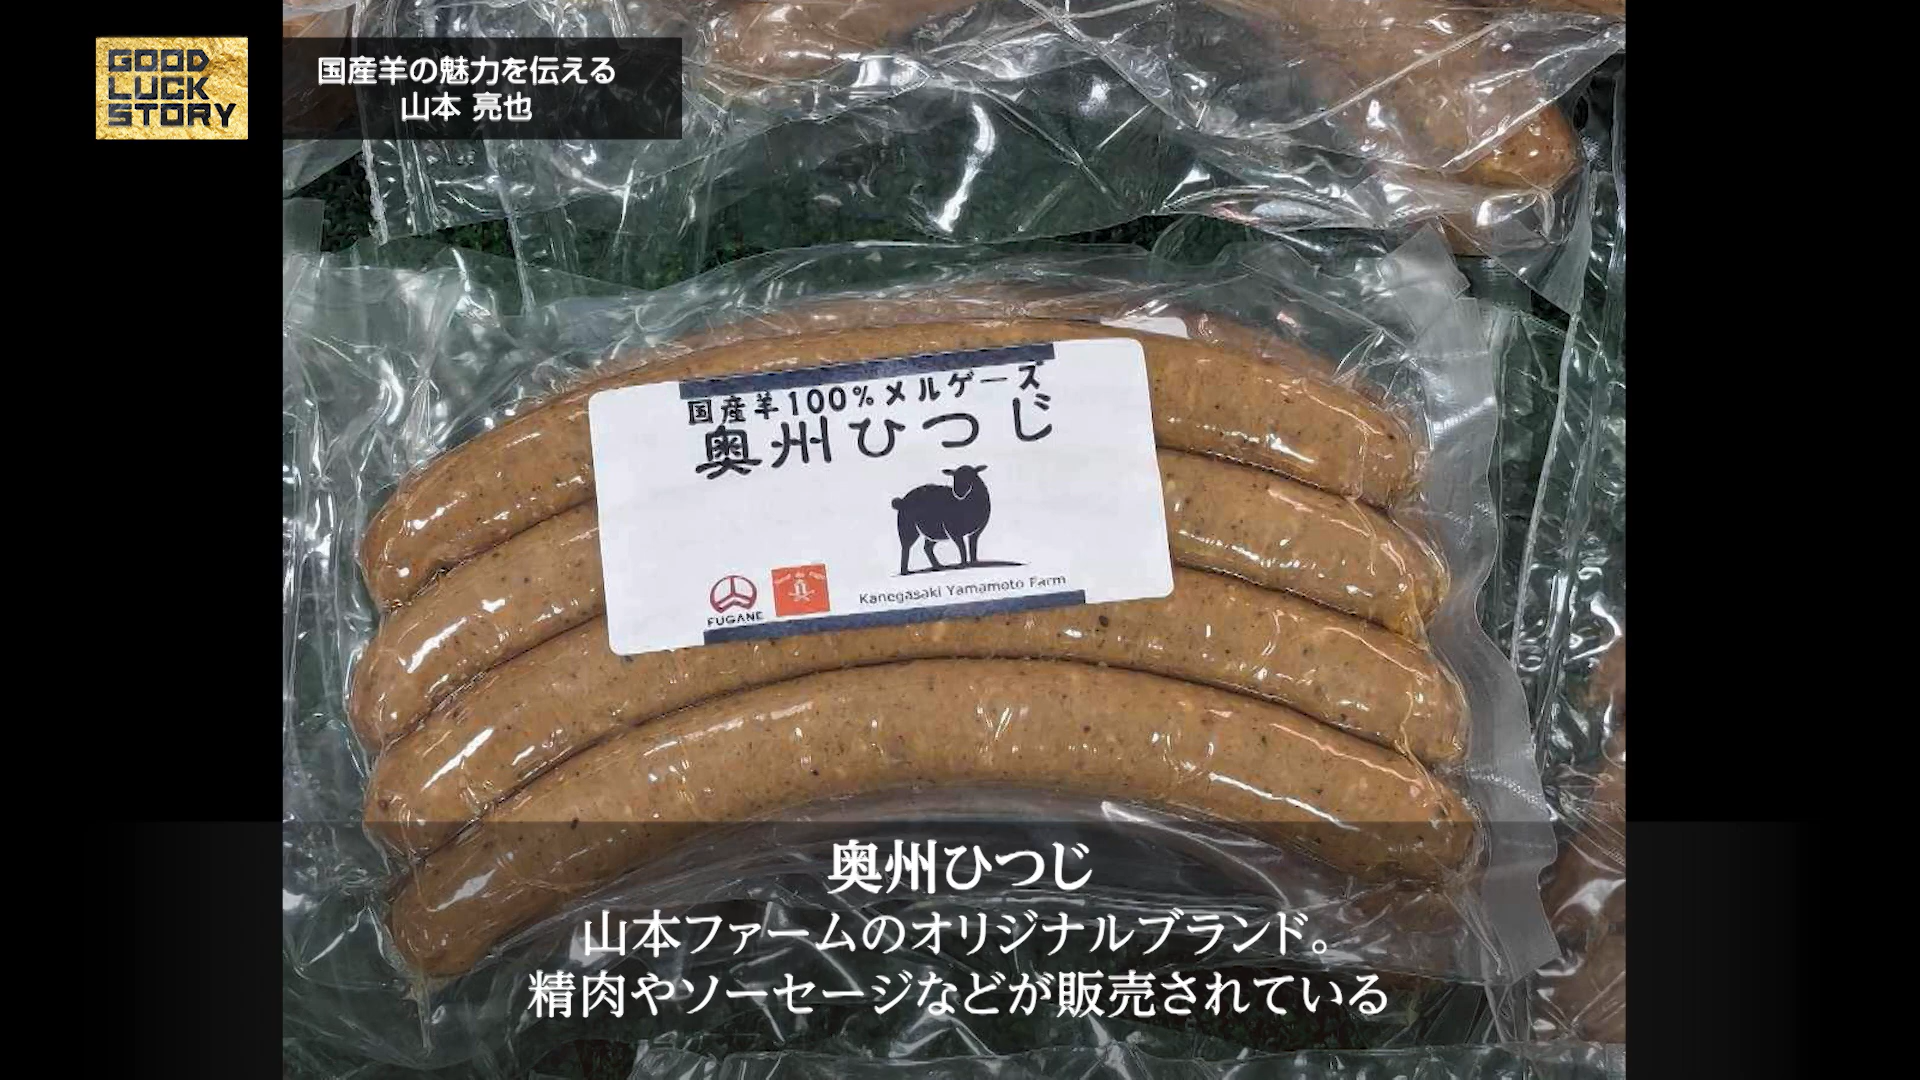 GOOD
LUCK
STORY
国産羊の魅力を伝える
山本 亮也
国産羊100%メルゲーズ
奥州ひつじ
FUGANE
Kanegasaki Yamamoto Farm
奥州ひつじ
山本ファームのオリジナルブランド。
精肉やソーセージなどが販売されている